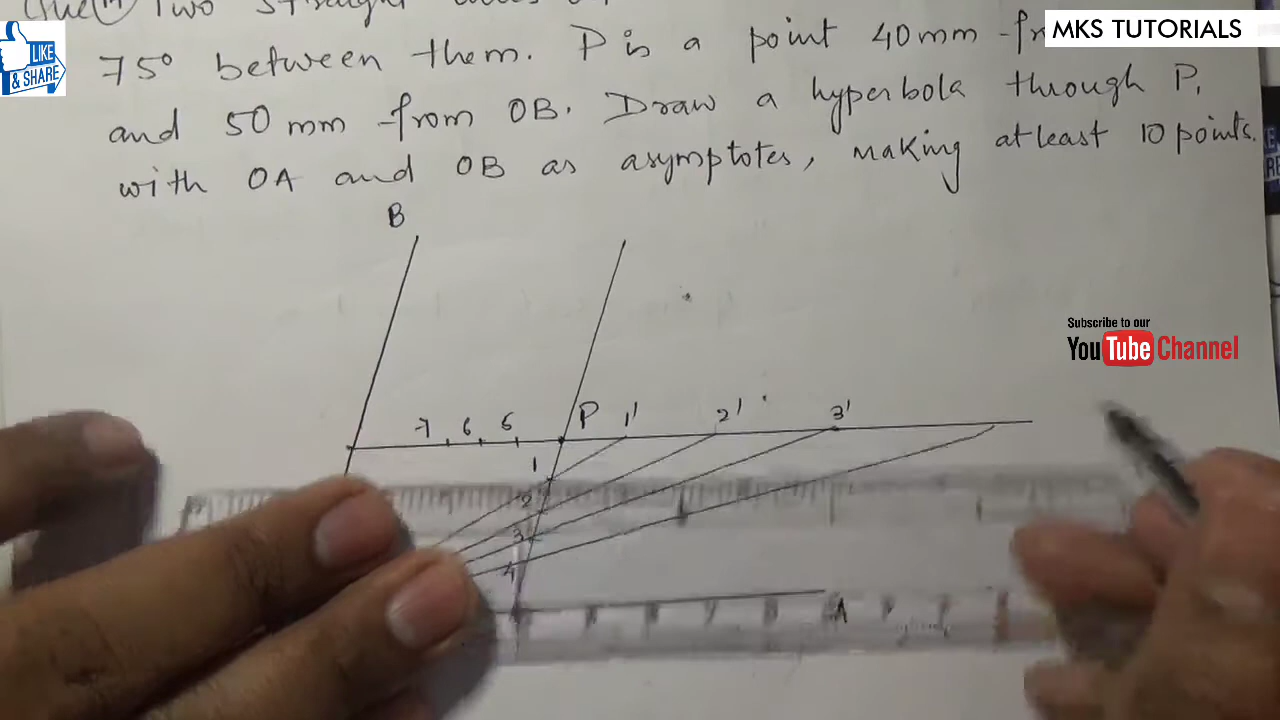 Two
MKS TUTORIALS
LIKE
& SHARE
75° between them. P is a point 40mm
and 50 mm from OB. Draw a hyperbola through P,
with OA and OB as asymptotes, making atleast 10 points.
B
Subscribe to our
YouTube Channel
7 6 5 P 1' 2' 3'
1
2
3
4
A